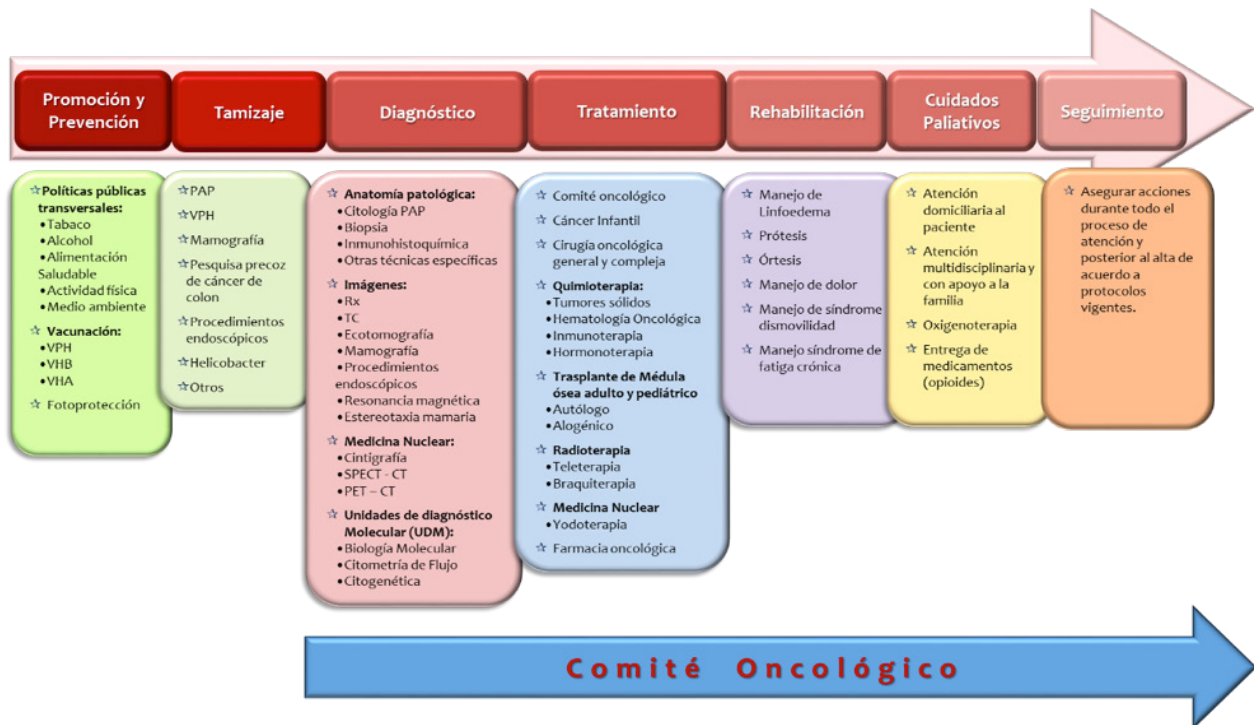 Promoción y
Prevención
Tamizaje
Diagnóstico
Tratamiento
Rehabilitación
Cuidados
Paliativos
Seguimiento
☆Políticas públicas
transversales:
•Tabaco
•Alcohol
•Alimentación
Saludable
•Actividad física
•Medio ambiente
☆ Vacunación:
•VPH
•VHB
•VHA
☆ Fotoprotección
☆PAP
☆VPH
☆Mamografía
☆Pesquisa precoz
de cáncer de
colon
☆Procedimientos
endoscópicos
☆Helicobacter
☆Otros
☆ Anatomía patológica:
•Citología PAP
•Biopsia
•Inmunohistoquímica
•Otras técnicas específicas
☆ Imágenes:
•Rx
•TC
•Ecotomografía
•Mamografía
•Procedimientos
endoscópicos
•Resonancia magnética
•Estereotaxia mamaria
☆ Medicina Nuclear:
•Cintigrafía
•SPECT - CT
•PET – CT
☆ Unidades de diagnóstico
Molecular (UDM):
•Biología Molecular
•Citometría de Flujo
•Citogenética
☆ Comité oncológico
☆ Cáncer Infantil
☆ Cirugía oncológica
general y compleja
☆ Quimioterapia:
•Tumores sólidos
•Hematología Oncológica
•Inmunoterapia
•Hormonoterapia
☆ Trasplante de Médula
ósea adulto y pediátrico
•Autólogo
•Alogénico
☆ Radioterapia
•Teleterapia
•Braquiterapia
☆ Medicina Nuclear
•Yodoterapia
☆ Farmacia oncológica
☆ Manejo de
Linfoedema
☆ Prótesis
☆ Órtesis
☆ Manejo de dolor
☆ Manejo de síndrome
dismovilidad
☆ Manejo síndrome de
fatiga crónica
☆ Atención
domiciliaria al
paciente
☆ Atención
multidisciplinaria y
con apoyo a la
familia
☆ Oxigenoterapia
☆ Entrega de
medicamentos
(opioides)
☆ Asegurar acciones
durante todo el
proceso de
atención y
posterior al alta de
acuerdo a
protocolos
vigentes.
Comité Oncológico